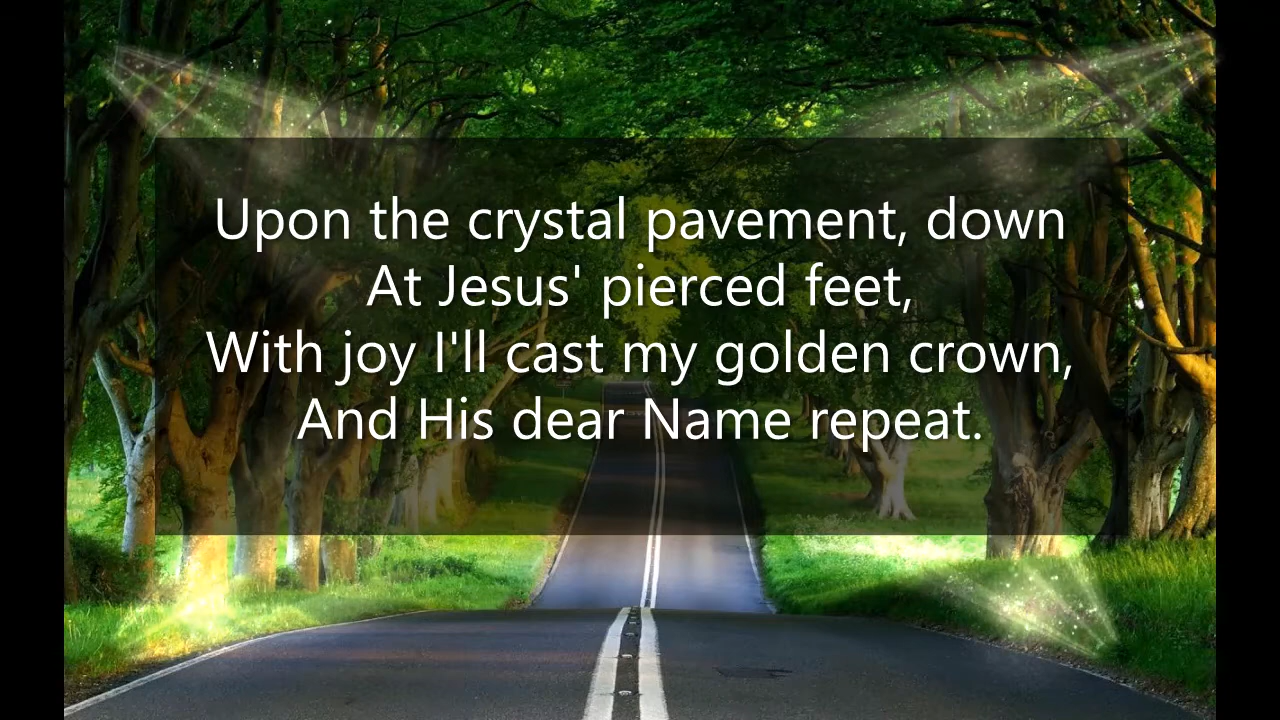 Upon the crystal pavement, down
At Jesus' pierced feet,
With joy I'll cast my golden crown,
And His dear Name repeat.